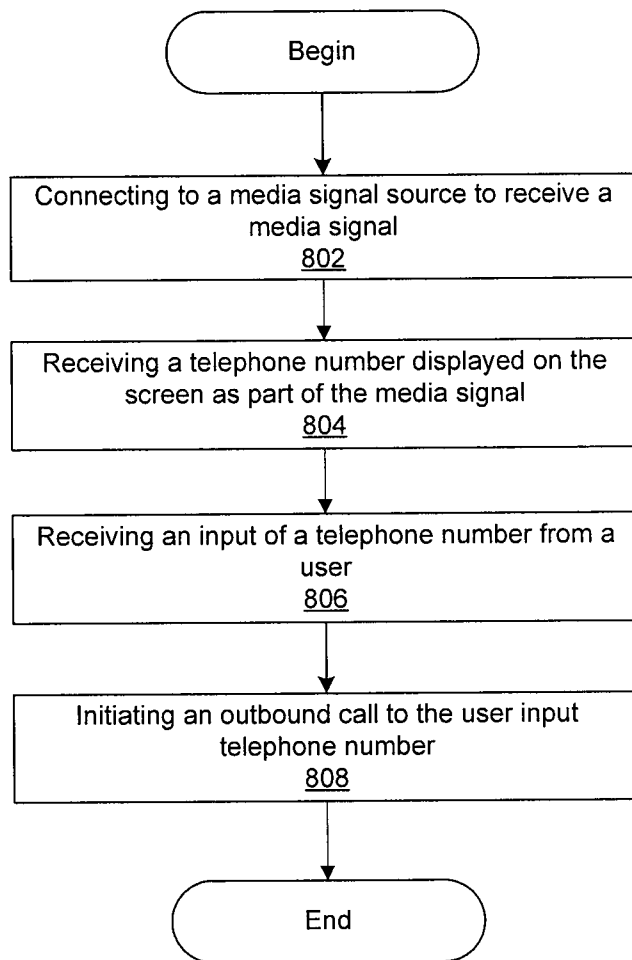 Begin
Connecting to a media signal source to receive a
media signal
802
Receiving a telephone number displayed on the
screen as part of the media signal
804
Receiving an input of a telephone number from a
user
806
Initiating an outbound call to the user input
telephone number
808
End